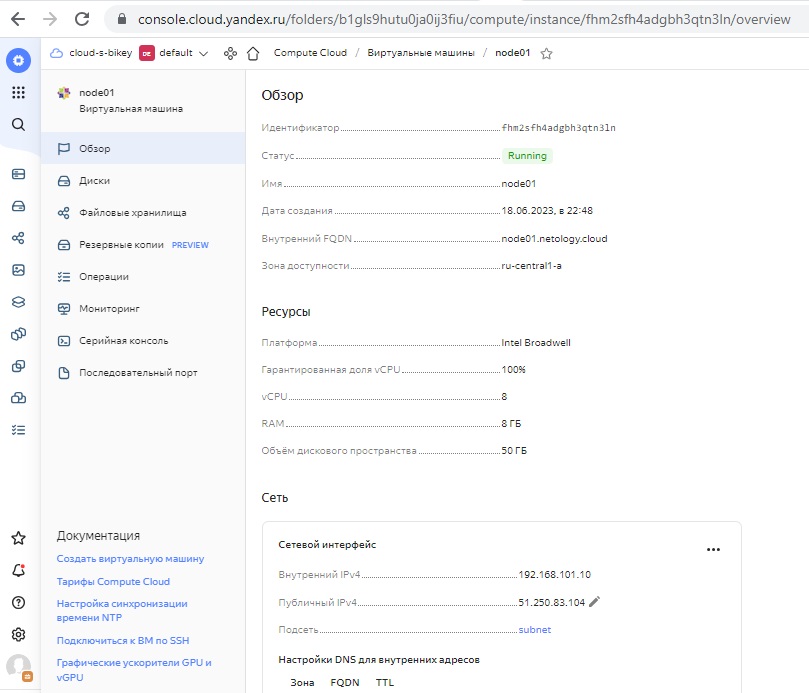 console.cloud.yandex.ru/folders/b1gls9hutu0ja0ij3fiu/compute/instance/fhm2sfh4adgbh3qtn3ln/overview
cloud-s-bikey DE default Compute Cloud / Виртуальные машины / node01
node01
Виртуальная машина
Обзор
Диски
Файловые хранилища
Резервные копии PREVIEW
Операции
Мониторинг
Серийная консоль
Последовательный порт
Документация
Создать виртуальную машину
Тарифы Compute Cloud
Настройка синхронизации
времени NTP
Подключиться к ВМ по SSH
Графические ускорители GPU и
vGPU
Обзор
Идентификатор fhm2sfh4adgbh3qtn3ln
Статус Running
Имя node01
Дата создания 18.06.2023, в 22:48
Внутренний FQDN node01.netology.cloud
Зона доступности ru-central1-a
Ресурсы
Платформа Intel Broadwell
Гарантированная доля vCPU 100%
vCPU 8
RAM 8 ГБ
Объём дискового пространства 50 ГБ
Сеть
Сетевой интерфейс
Внутренний IPv4 192.168.101.10
Публичный IPv4 51.250.83.104
Подсеть subnet
Настройки DNS для внутренних адресов
Зона FQDN TTL